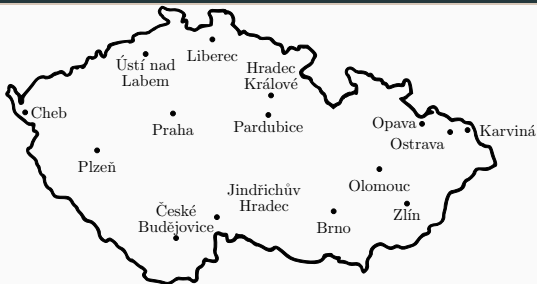 Liberec
Ústí nad
Labem
Hradec
Králové
Cheb
Praha
Pardubice
Opava
Karviná
Ostrava
Plzeň
Olomouc
Jindřichův
Hradec
České
Budějovice
Zlín
Brno